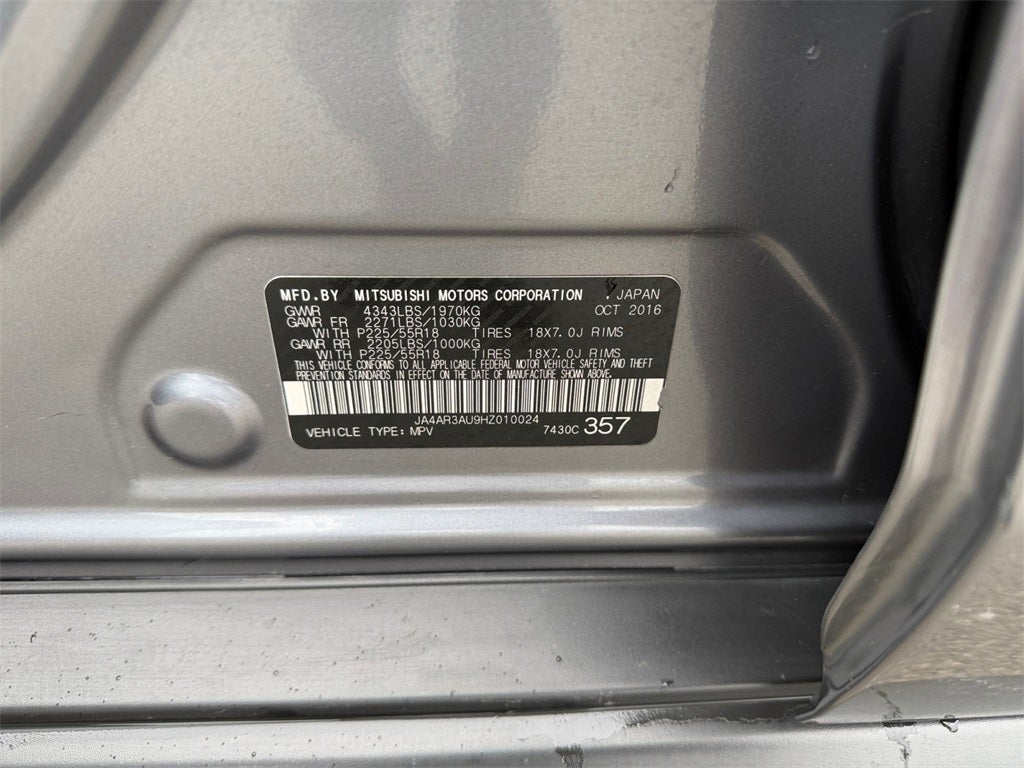 MFD.BY MITSUBISHI MOTORS CORPORATION , JAPAN
GVWR 4343LBS/1970KG OCT 2016
GAWR FR 2271LBS/1030KG
WITH P225/55R18 TIRES 18X7.0J RIMS
GAWR RR 2205LBS/1000KG
WITH P225/55R18 TIRES 18X7.0J RIMS
THIS VEHICLE CONFORMS TO ALL APPLICABLE FEDERAL MOTOR VEHICLE SAFETY AND THEFT
PREVENTION STANDARDS IN EFFECT ON THE DATE OF MANUFACTURE SHOWN ABOVE.
JA4AR3AU9HZ010024
VEHICLE TYPE: MPV 7430C 357